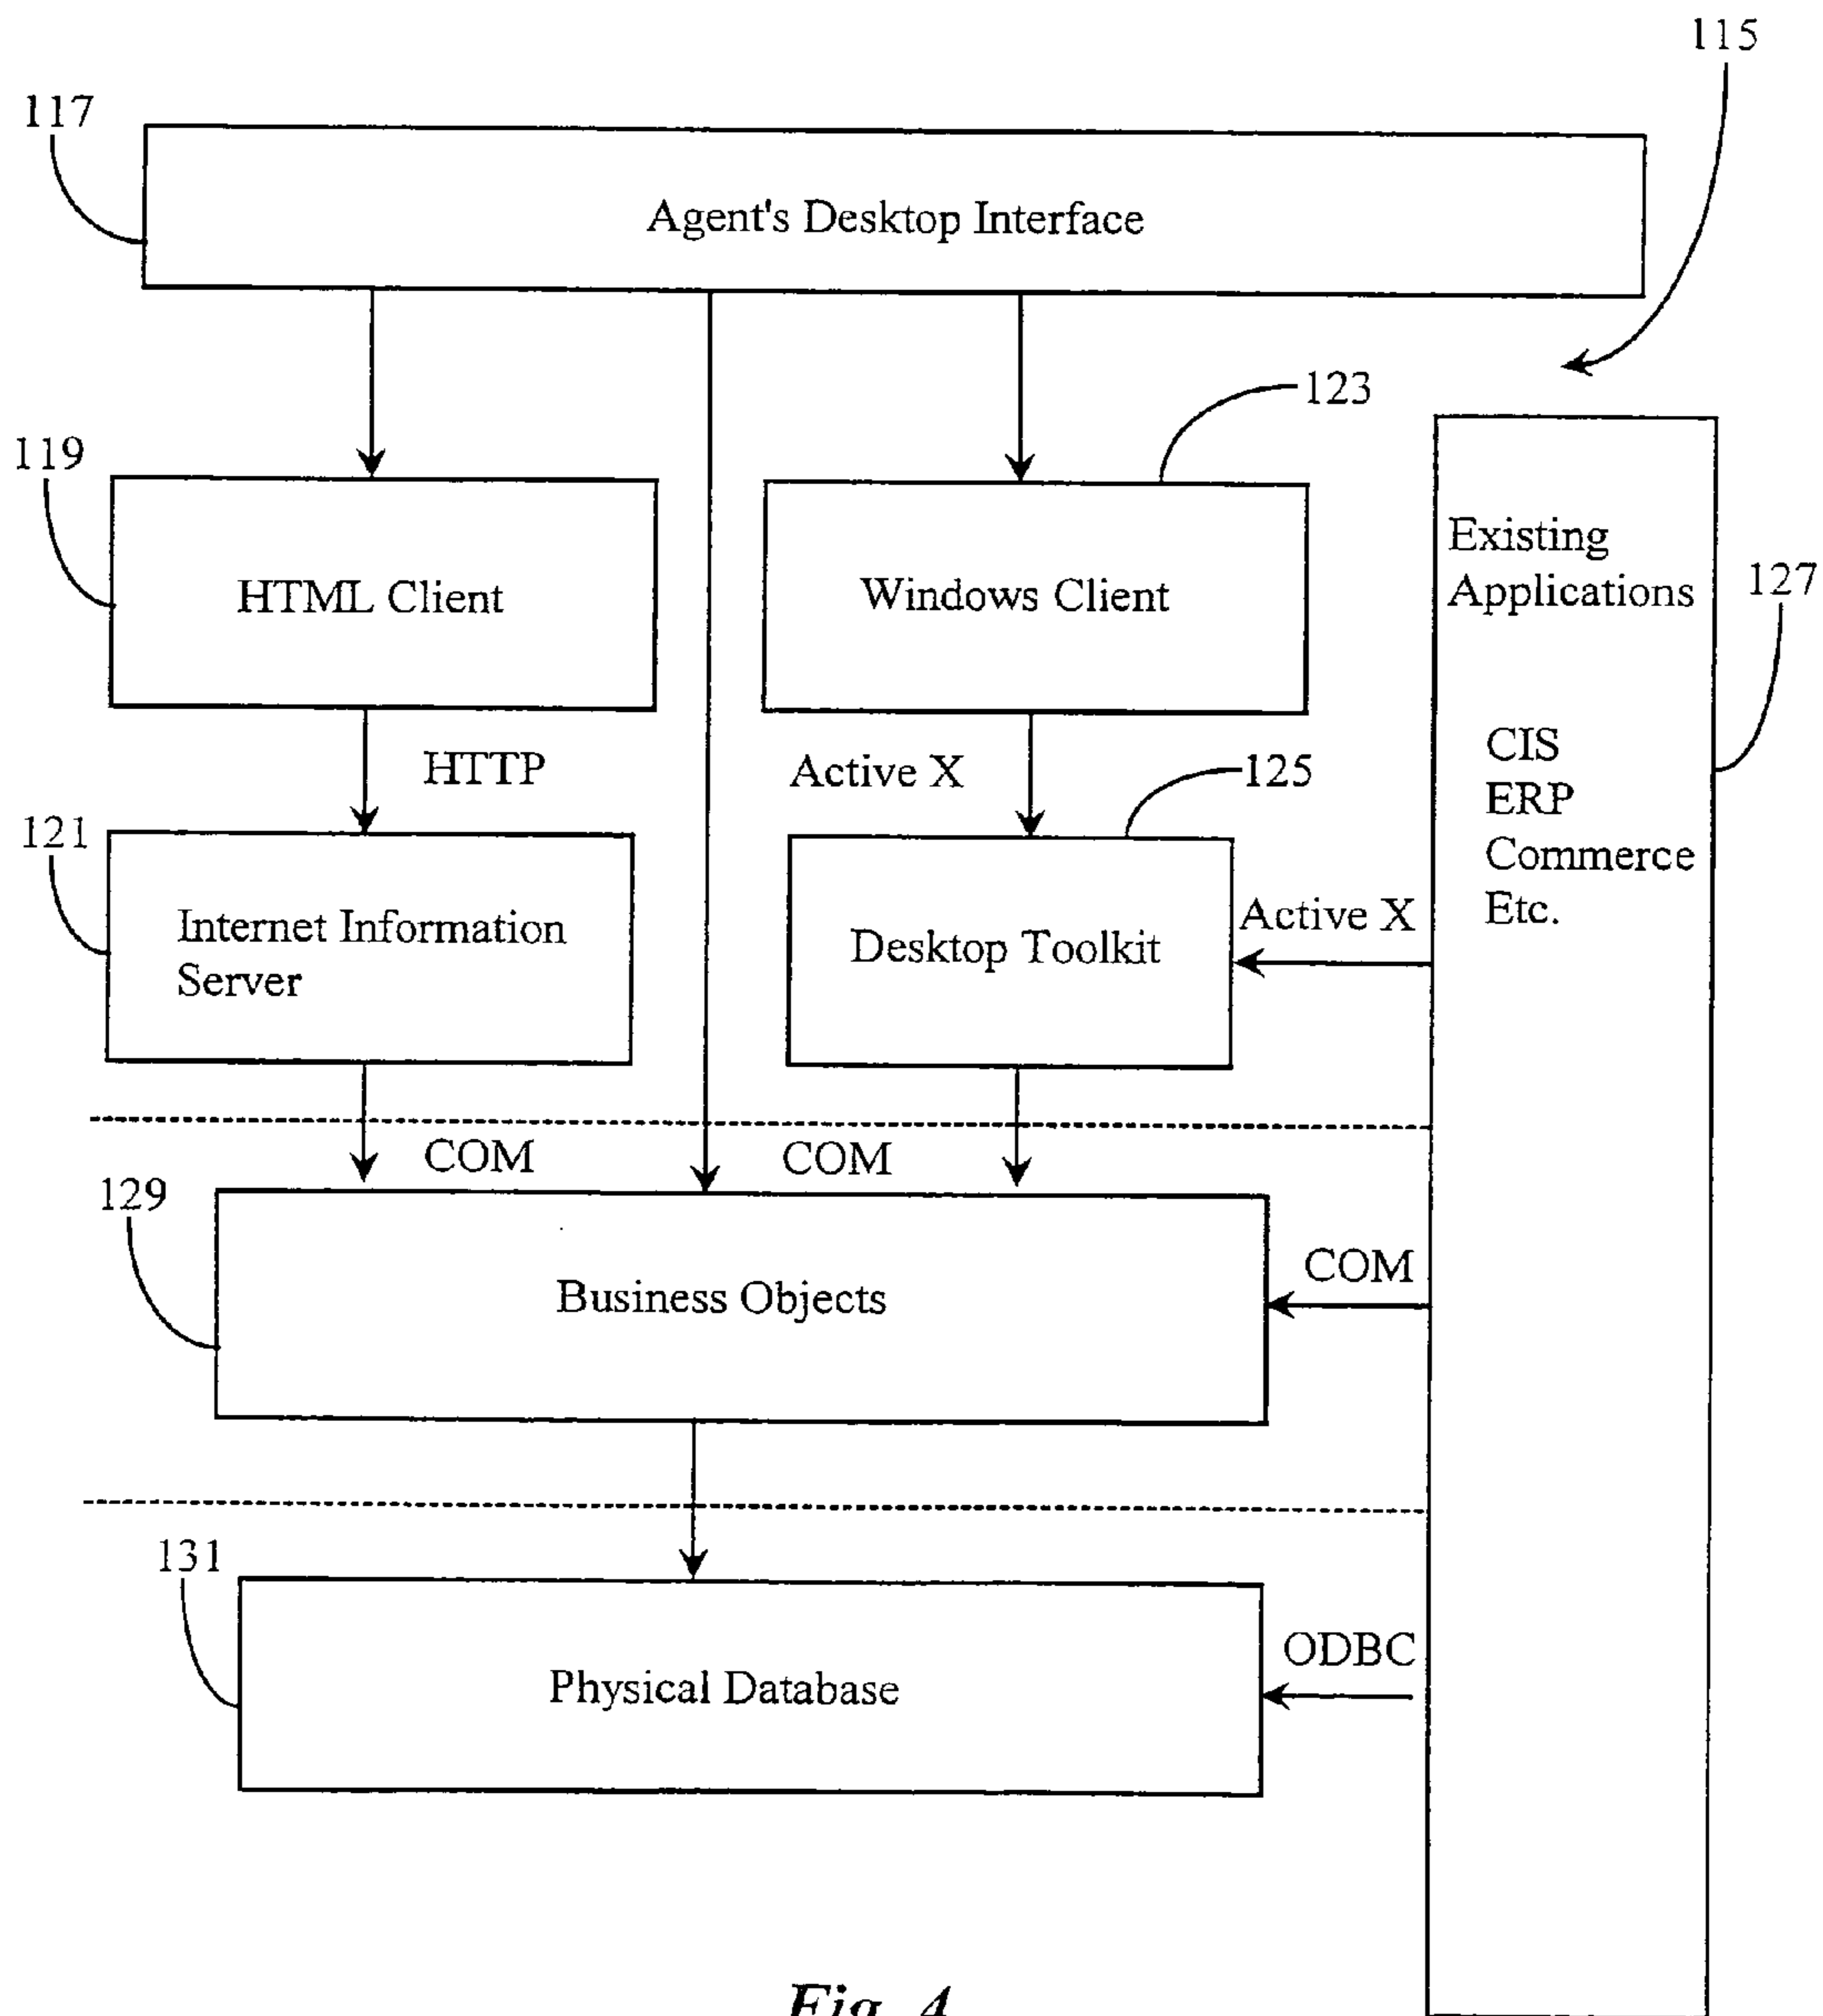 115
117
Agent's Desktop Interface
123
119
HTML Client
Windows Client
Existing
Applications
127
CIS
ERP
Commerce
Etc.
HTTP
Active X
125
121
Internet Information
Server
Desktop Toolkit
Active X
COM
COM
129
Business Objects
COM
131
Physical Database
ODBC
Fig. 4